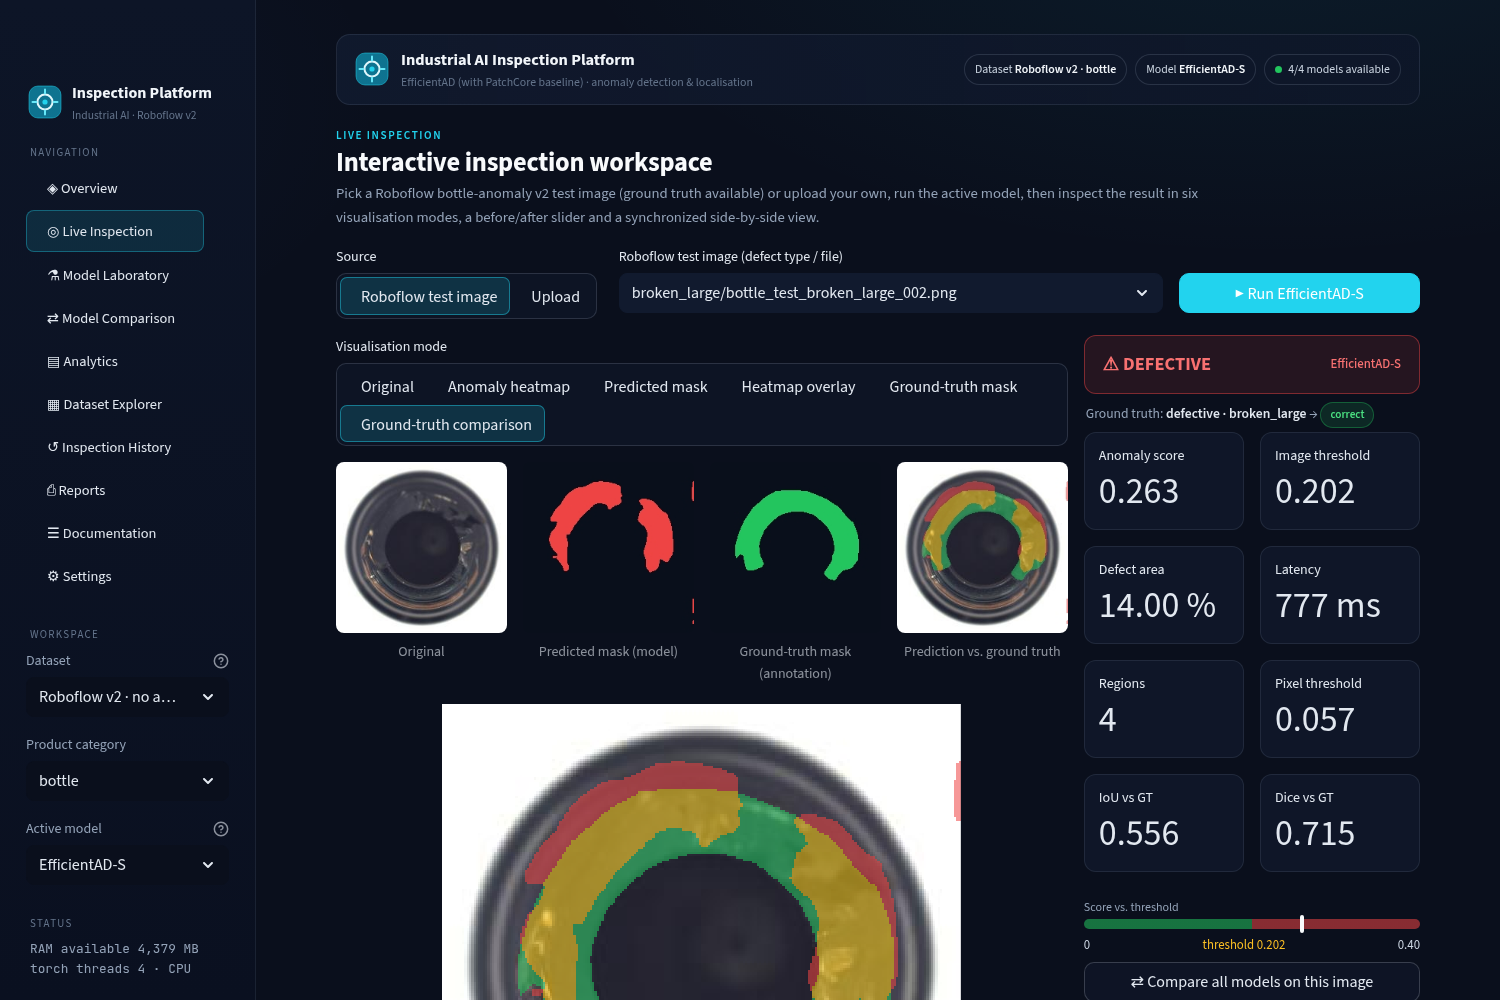 Inspection Platform
Industrial AI · Roboflow v2
NAVIGATION
◈ Overview
◎ Live Inspection
⚗ Model Laboratory
⇄ Model Comparison
▤ Analytics
▦ Dataset Explorer
↺ Inspection History
⎙ Reports
☰ Documentation
⚙ Settings
WORKSPACE
Dataset
Roboflow v2 · no a...
Product category
bottle
Active model
EfficientAD-S
STATUS
RAM available 4,379 MB
torch threads 4 · CPU
Industrial AI Inspection Platform
EfficientAD (with PatchCore baseline) · anomaly detection & localisation
Dataset Roboflow v2 · bottle
Model EfficientAD-S
4/4 models available
LIVE INSPECTION
Interactive inspection workspace
Pick a Roboflow bottle-anomaly v2 test image (ground truth available) or upload your own, run the active model, then inspect the result in six
visualisation modes, a before/after slider and a synchronized side-by-side view.
Source
Roboflow test image
Upload
Roboflow test image (defect type / file)
broken_large/bottle_test_broken_large_002.png
▸ Run EfficientAD-S
Visualisation mode
Original
Anomaly heatmap
Predicted mask
Heatmap overlay
Ground-truth mask
Ground-truth comparison
Original
Predicted mask (model)
Ground-truth mask
(annotation)
Prediction vs. ground truth
⚠ DEFECTIVE
EfficientAD-S
Ground truth: defective · broken_large → correct
Anomaly score
0.263
Image threshold
0.202
Defect area
14.00 %
Latency
777 ms
Regions
4
Pixel threshold
0.057
IoU vs GT
0.556
Dice vs GT
0.715
Score vs. threshold
0
threshold 0.202
0.40
⇄ Compare all models on this image